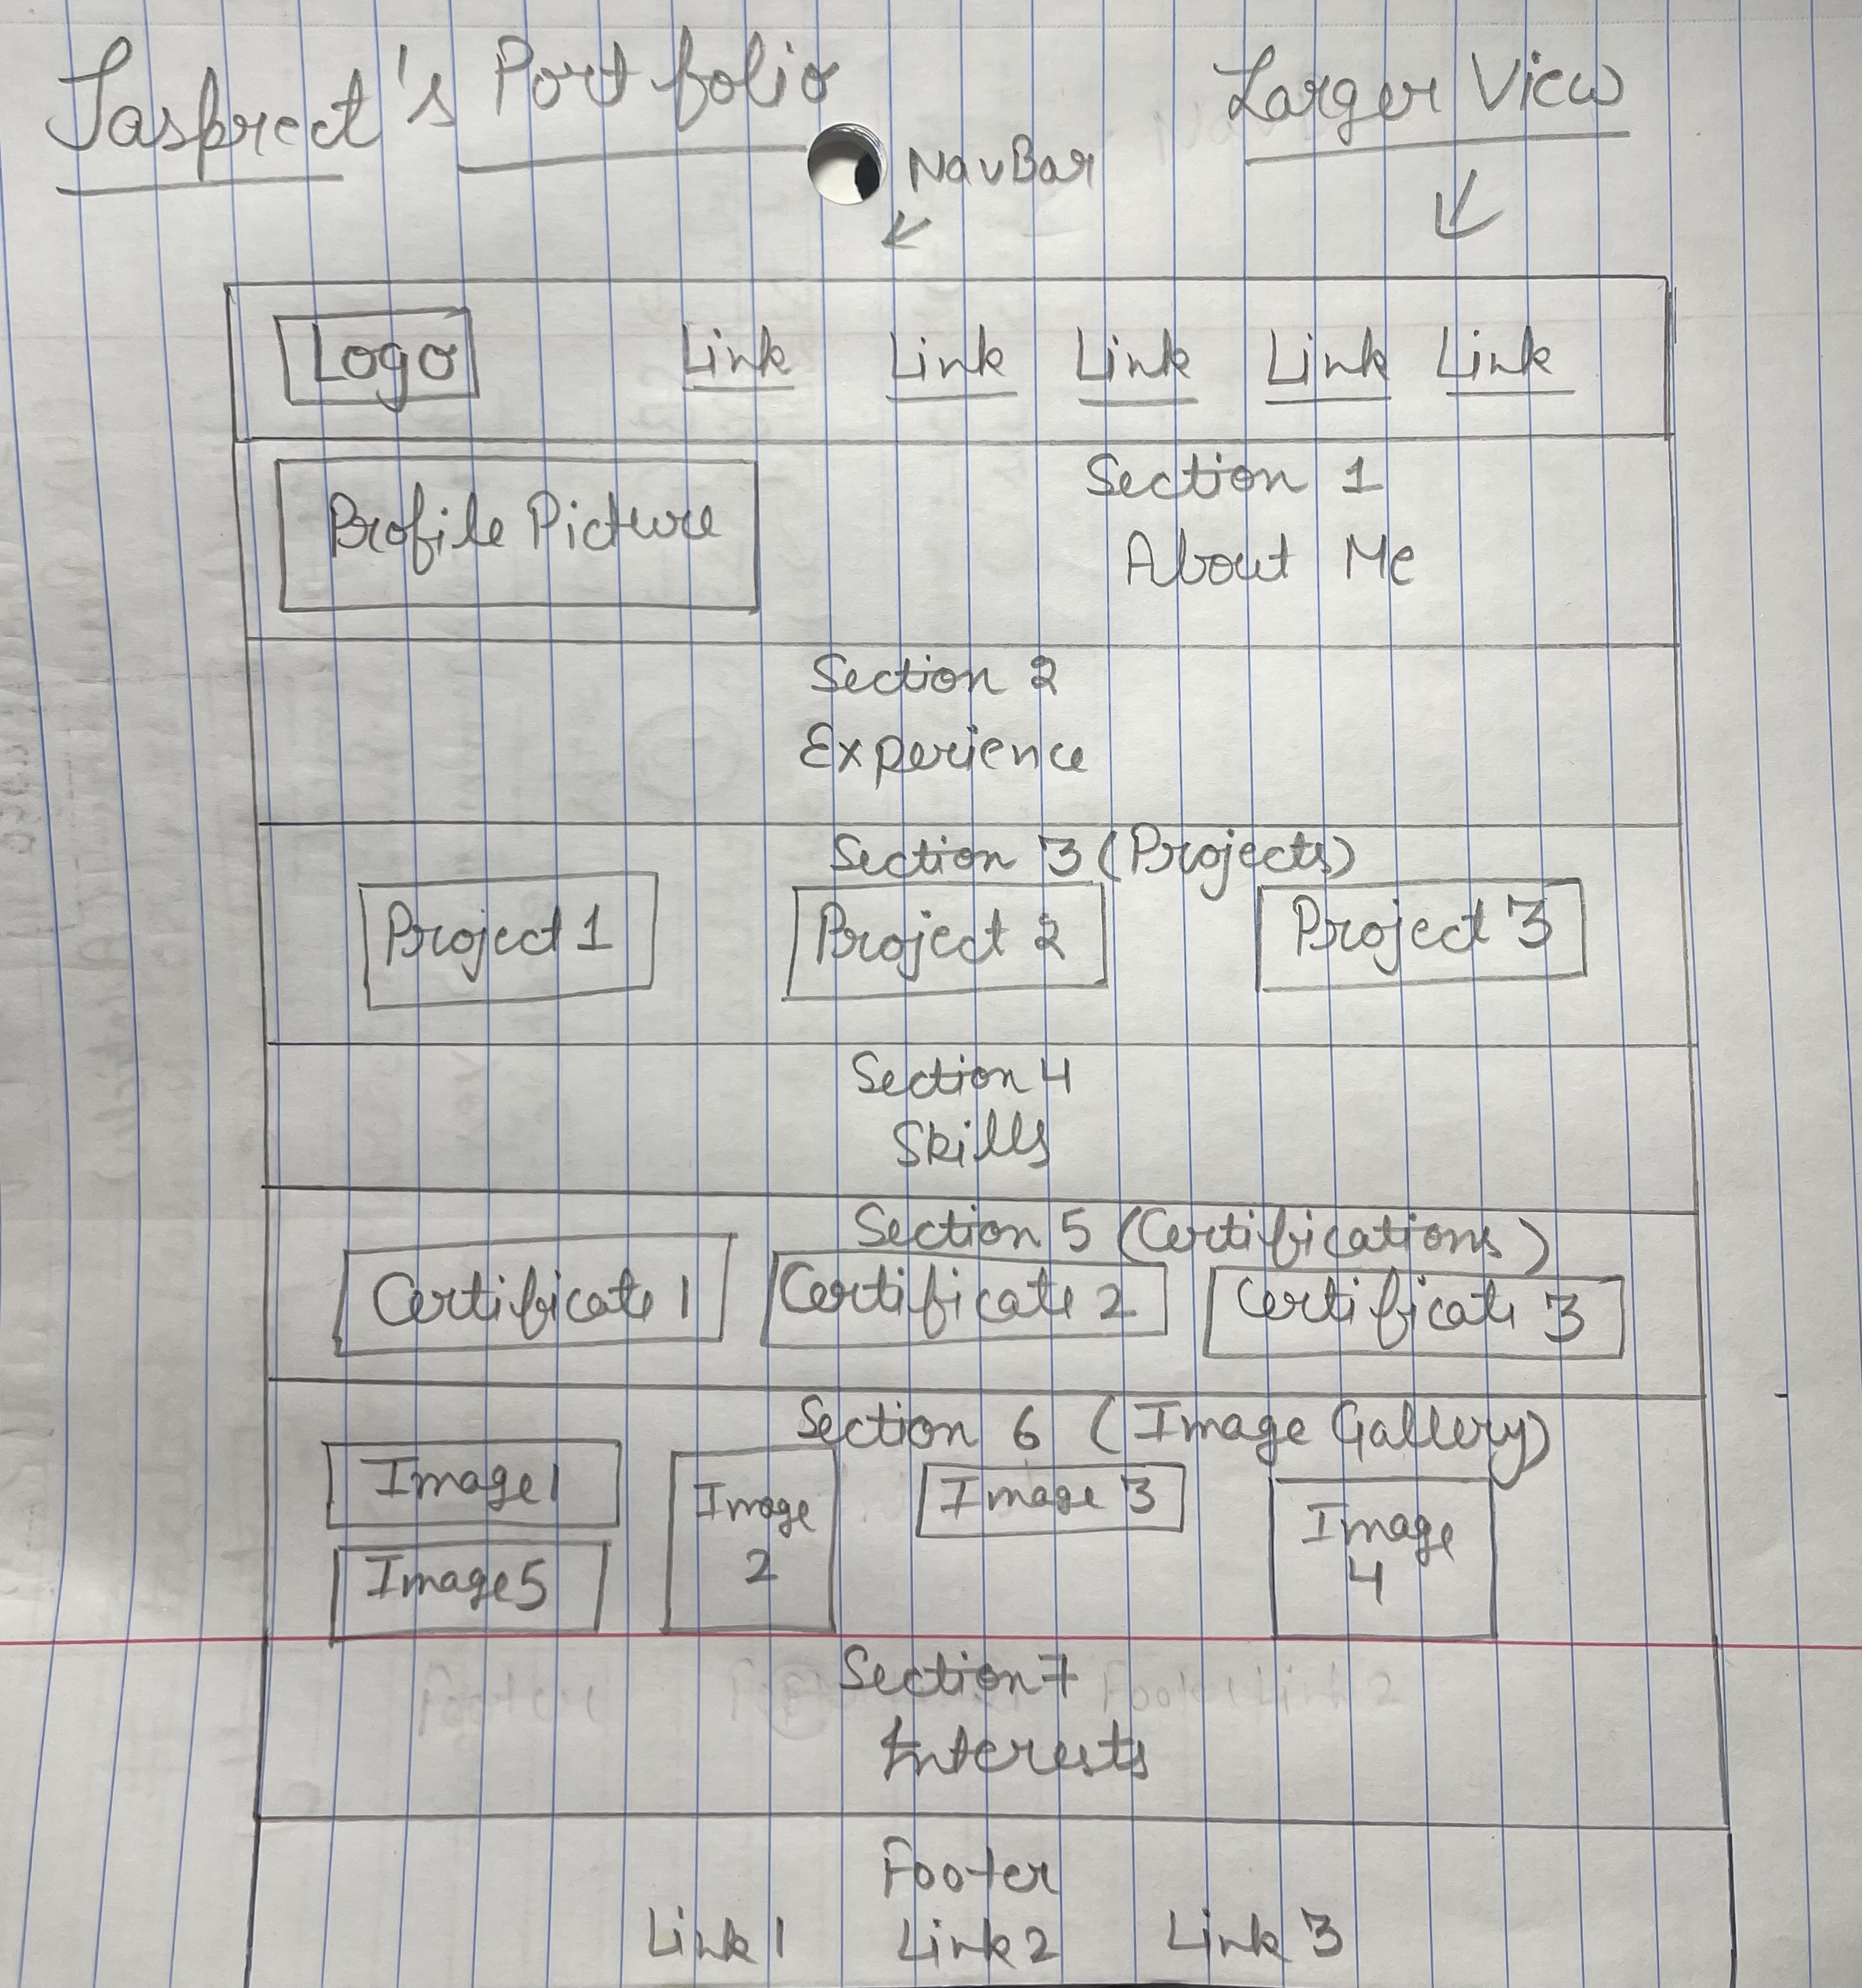 Jaspreet's Portfolio
Larger View
NavBar
Logo Link Link Link Link Link
Profile Picture
Section 1
About Me
Section 2
Experience
Section 3 (Projects)
Project 1 Project 2 Project 3
Section 4
Skills
Section 5 (Certifications)
Certificate 1 Certificate 2 Certificate 3
Section 6 (Image Gallery)
Image 1
Image 2
Image 3
Image 4
Image 5
Section 7
Interests
Footer
Link 1 Link 2 Link 3